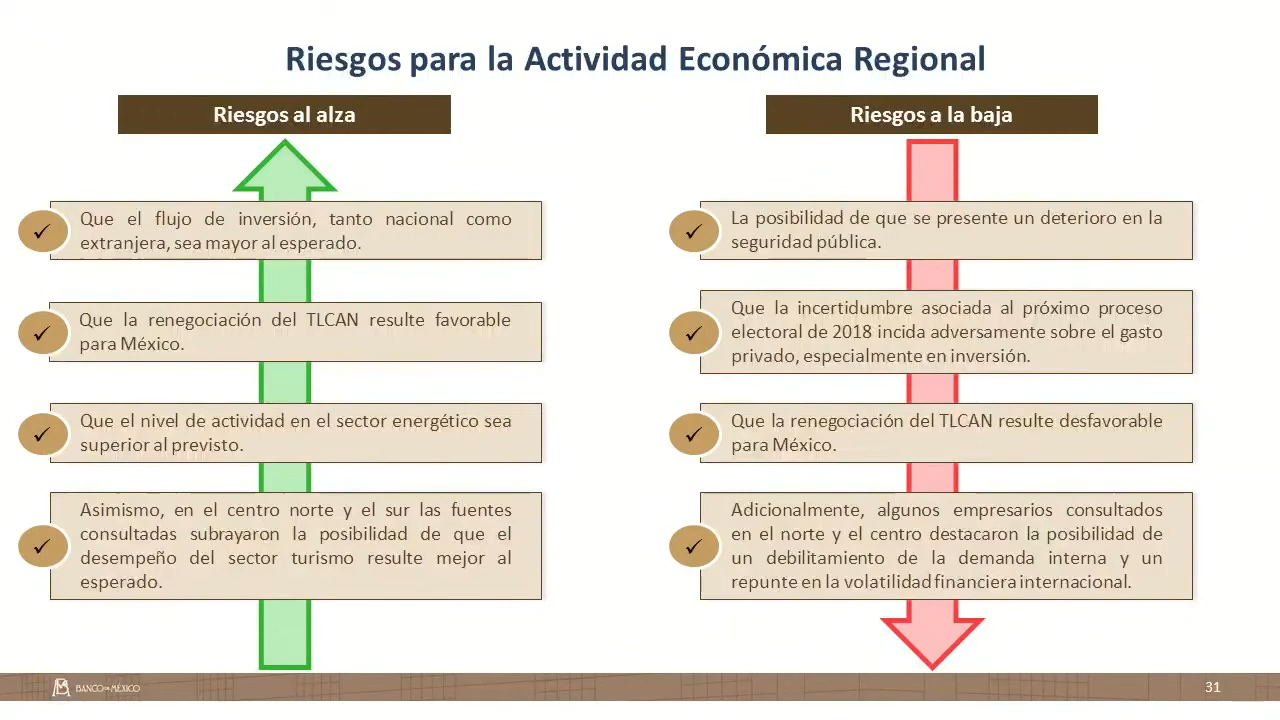 Riesgos para la Actividad Económica Regional
Riesgos al alza
Que el flujo de inversión, tanto nacional como
extranjera, sea mayor al esperado.
Que la renegociación del TLCAN resulte favorable
para México.
Que el nivel de actividad en el sector energético sea
superior al previsto.
Asimismo, en el centro norte y el sur las fuentes
consultadas subrayaron la posibilidad de que el
desempeño del sector turismo resulte mejor al
esperado.
Riesgos a la baja
La posibilidad de que se presente un deterioro en la
seguridad pública.
Que la incertidumbre asociada al próximo proceso
electoral de 2018 incida adversamente sobre el gasto
privado, especialmente en inversión.
Que la renegociación del TLCAN resulte desfavorable
para México.
Adicionalmente, algunos empresarios consultados
en el norte y el centro destacaron la posibilidad de
un debilitamiento de la demanda interna y un
repunte en la volatilidad financiera internacional.
BANCO DE MÉXICO
31